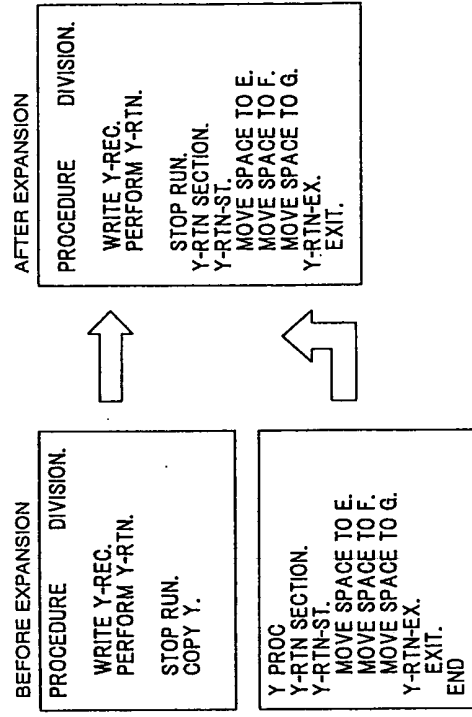 BEFORE EXPANSION
PROCEDURE DIVISION.
WRITE Y-REC.
PERFORM Y-RTN.
STOP RUN.
COPY Y.
Y PROC
Y-RTN SECTION.
Y-RTN-ST.
MOVE SPACE TO E.
MOVE SPACE TO F.
MOVE SPACE TO G.
Y-RTN-EX.
EXIT.
END
AFTER EXPANSION
PROCEDURE DIVISION.
WRITE Y-REC.
PERFORM Y-RTN.
STOP RUN.
Y-RTN SECTION.
Y-RTN-ST.
MOVE SPACE TO E.
MOVE SPACE TO F.
MOVE SPACE TO G.
Y-RTN-EX.
EXIT.